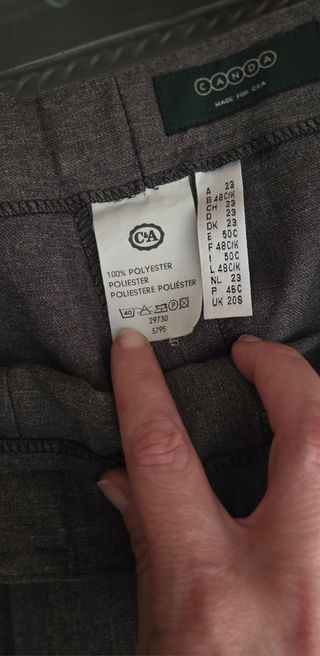 CANDA
MADE FOR C&A
C&A
100% POLYESTER
POLIESTER
POLIESTERE POLIÉSTER
40 P
29730
5795
A 23
B 48C/K
CH 23
D 23
DK 23
E 50C
F 48C/K
I 50C
L 48C/K
NL 23
P 46C
UK 20S